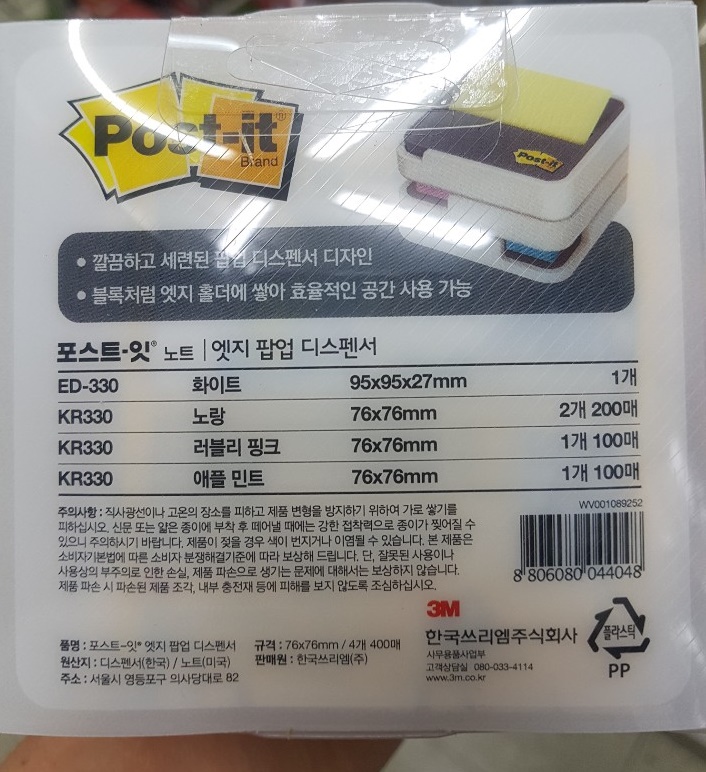 Post-it®
Brand
Post-it
• 깔끔하고 세련된 팝업 디스펜서 디자인
• 블록처럼 엣지 홀더에 쌓아 효율적인 공간 사용 가능
포스트-잇® 노트 | 엣지 팝업 디스펜서
ED-330 화이트 95x95x27mm 1개
KR330 노랑 76x76mm 2개 200매
KR330 러블리 핑크 76x76mm 1개 100매
KR330 애플 민트 76x76mm 1개 100매
주의사항 : 직사광선이나 고온의 장소를 피하고 제품 변형을 방지하기 위하여 가로 쌓기를
피하십시오. 신문 또는 얇은 종이에 부착 후 떼어낼 때에는 강한 접착력으로 종이가 찢어질 수
있으니 주의하시기 바랍니다. 제품이 젖을 경우 색이 번지거나 이염될 수 있습니다. 본 제품은
소비자기본법에 따른 소비자 분쟁해결기준에 따라 보상해 드립니다. 단, 잘못된 사용이나
사용상의 부주의로 인한 손실, 제품 파손으로 생기는 문제에 대해서는 보상하지 않습니다.
제품 파손 시 파손된 제품 조각, 내부 충전재 등에 피해를 보지 않도록 조심하십시오.
WV001089252
8 806080 044048
3M
한국쓰리엠주식회사
사무용품사업부
고객상담실 080-033-4114
www.3m.co.kr
플라스틱
PP
품명 : 포스트-잇® 엣지 팝업 디스펜서 규격 : 76x76mm / 4개 400매
원산지 : 디스펜서(한국) / 노트(미국) 판매원 : 한국쓰리엠(주)
주소 : 서울시 영등포구 의사당대로 82